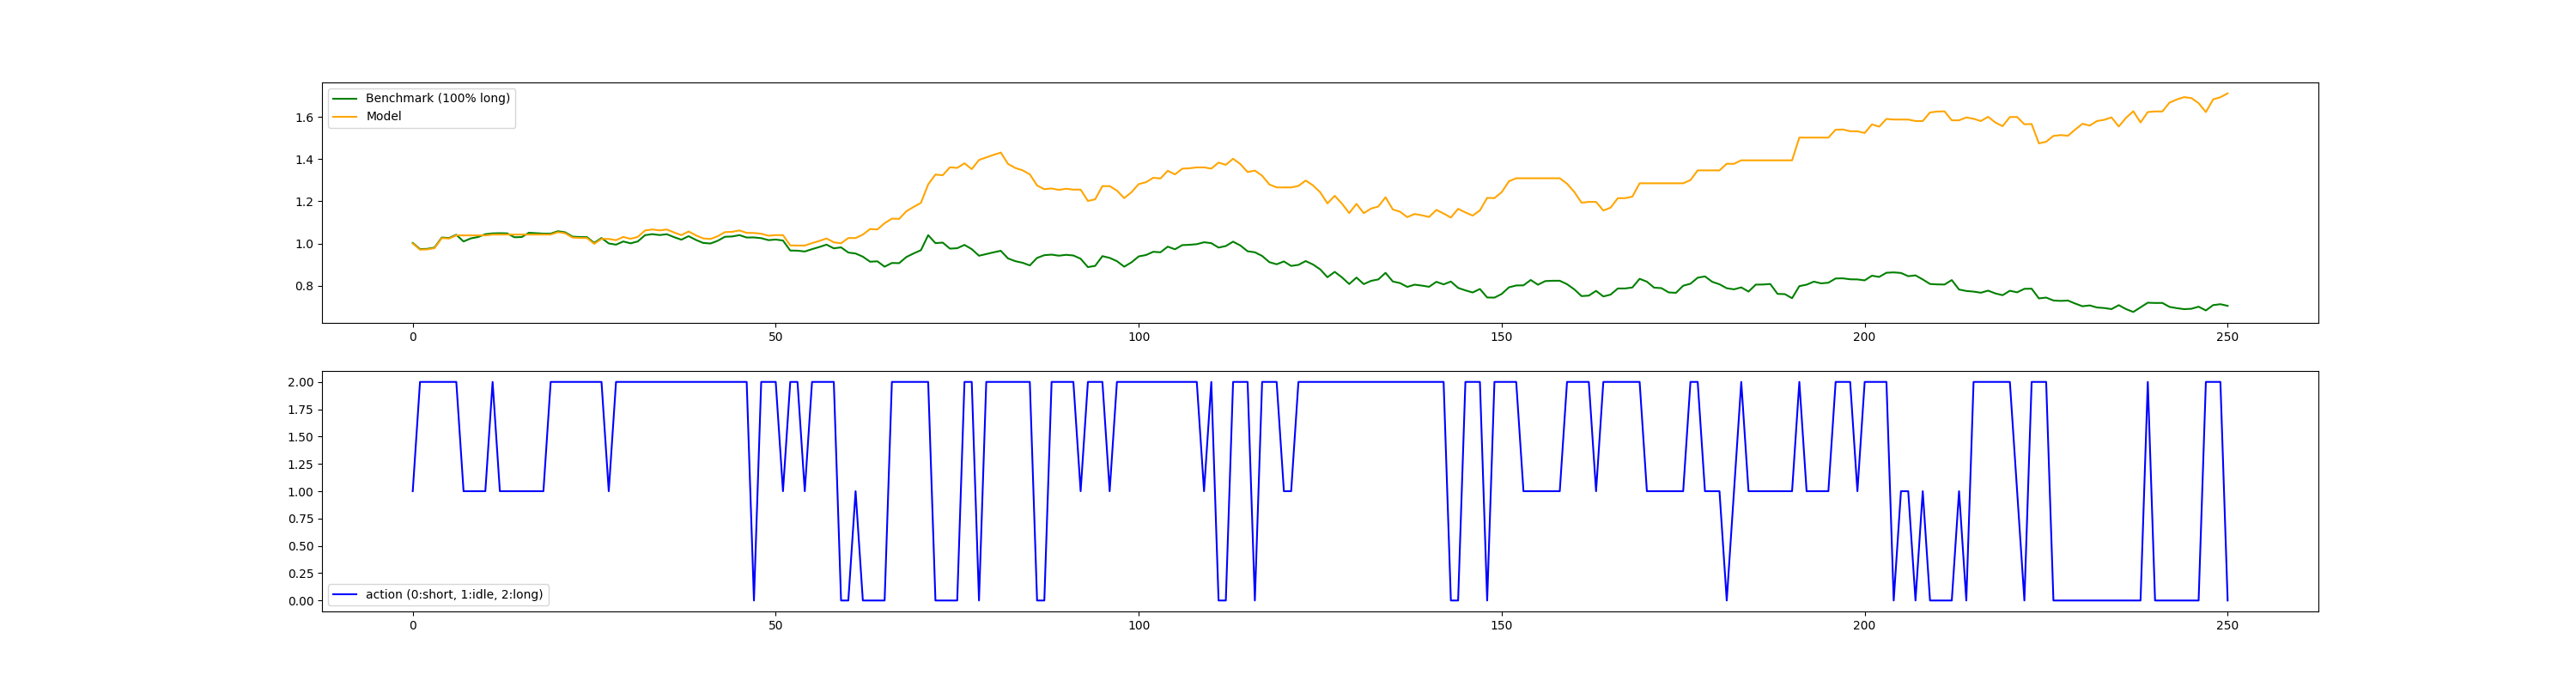 Benchmark (100% long)
Model
1.6
1.4
1.2
1.0
0.8
0 50 100 150 200 250
2.00
1.75
1.50
1.25
1.00
0.75
0.50
0.25
0.00
action (0:short, 1:idle, 2:long)
0 50 100 150 200 250